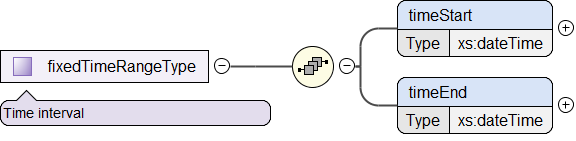 timeStart
Type xs:dateTime
fixedTimeRangeType
Time interval
timeEnd
Type xs:dateTime